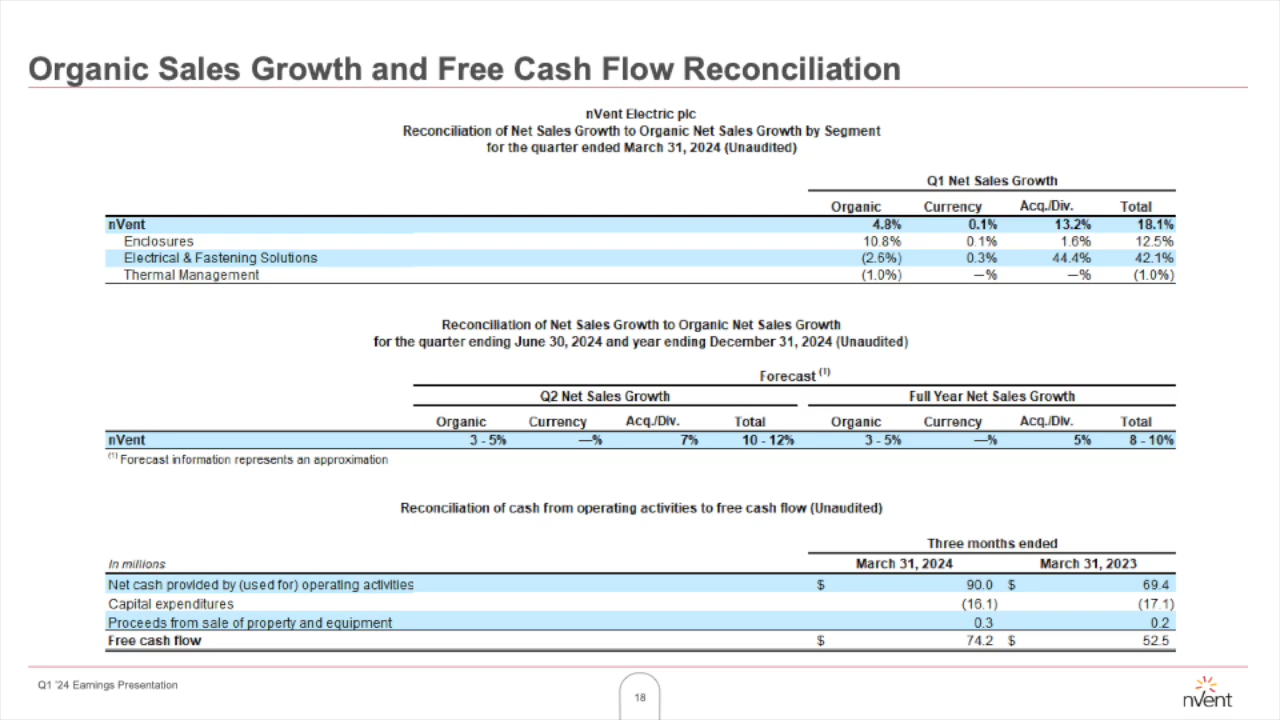 Organic Sales Growth and Free Cash Flow Reconciliation
nVent Electric plc
Reconciliation of Net Sales Growth to Organic Net Sales Growth by Segment
for the quarter ended March 31, 2024 (Unaudited)
Q1 Net Sales Growth
Organic Currency Acq./Div. Total
nVent 4.8% 0.1% 13.2% 18.1%
Enclosures 10.8% 0.1% 1.6% 12.5%
Electrical & Fastening Solutions (2.6%) 0.3% 44.4% 42.1%
Thermal Management (1.0%) —% —% (1.0%)
Reconciliation of Net Sales Growth to Organic Net Sales Growth
for the quarter ending June 30, 2024 and year ending December 31, 2024 (Unaudited)
Forecast (1)
Q2 Net Sales Growth Full Year Net Sales Growth
Organic Currency Acq./Div. Total Organic Currency Acq./Div. Total
nVent 3 - 5% —% 7% 10 - 12% 3 - 5% —% 5% 8 - 10%
(1) Forecast information represents an approximation
Reconciliation of cash from operating activities to free cash flow (Unaudited)
Three months ended
In millions March 31, 2024 March 31, 2023
Net cash provided by (used for) operating activities $ 90.0 $ 69.4
Capital expenditures (16.1) (17.1)
Proceeds from sale of property and equipment 0.3 0.2
Free cash flow $ 74.2 $ 52.5
Q1 '24 Earnings Presentation
18
nVent